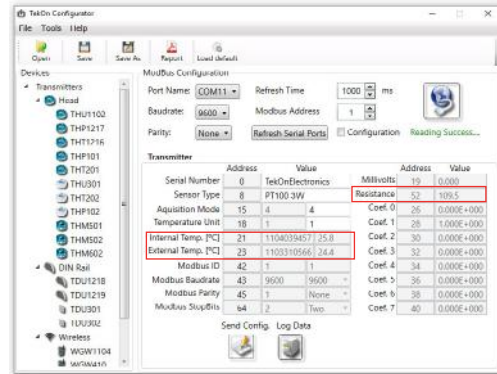 TekOn Configurator
File Tools Help
Open Save Save As Report Load default
Devices
Transmitters
Head
THU1102
THP1217
THT1216
THP101
THT201
THU301
THT202
THP102
THM501
THM502
THM602
DIN Rail
TDU1218
TDU1219
TDU301
TDU302
Wireless
WGW1104
WGW410
ModBus Configuration
Port Name: COM11 Refresh Time 1000 ms
Baudrate: 9600 Modbus Address 1
Parity: None Refresh Serial Ports Configuration Reading Success...
Transmitter
Address Value Address Value
Serial Number 0 TekOnElectronics Millivolts 19 0.000
Sensor Type 8 PT100 3W Resistance 52 109.5
Aquisition Mode 15 4 4 Coef. 0 26 0.000E+000
Temperature Unit 18 1 1 Coef. 1 28 1.000E+000
Internal Temp. [ºC] 21 1104039457 25.8 Coef. 2 30 0.000E+000
External Temp. [ºC] 23 1103310566 24.4 Coef. 3 32 0.000E+000
Modbus ID 42 1 1 Coef. 4 34 0.000E+000
Modbus Baudrate 43 9600 9600 Coef. 5 36 0.000E+000
Modbus Parity 45 1 None Coef. 6 38 0.000E+000
Modbus StopBits 64 2 Two Coef. 7 40 0.000E+000
Send Config. Log Data